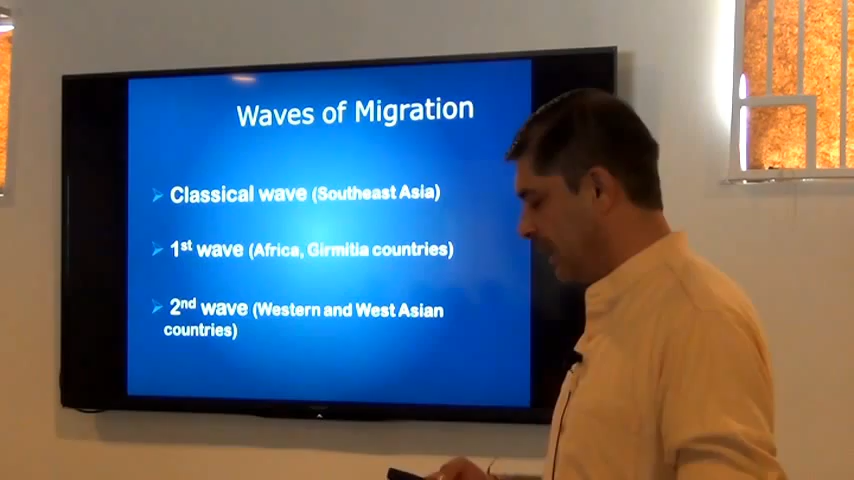 Waves of Migration
Classical wave (Southeast Asia)
1st wave (Africa, Girmitia countries)
2nd wave (Western and West Asian
countries)